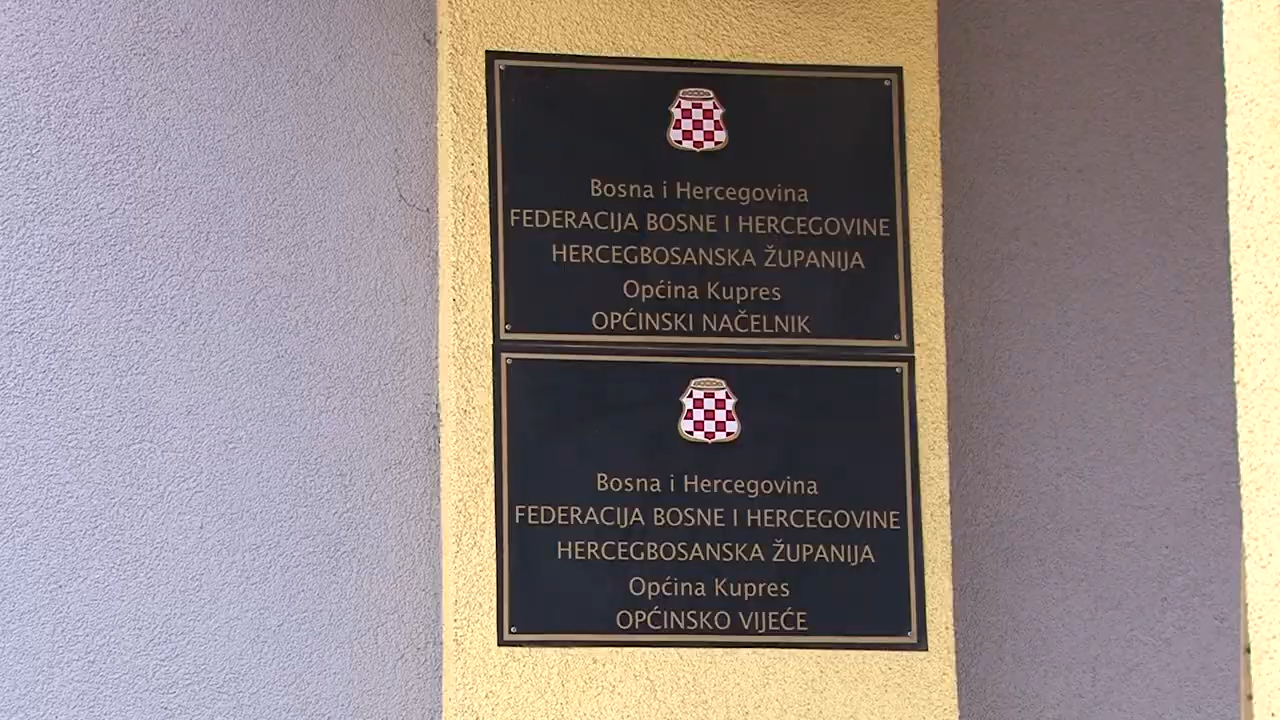 Bosna i Hercegovina
FEDERACIJA BOSNE I HERCEGOVINE
HERCEGBOSANSKA ŽUPANIJA
Općina Kupres
OPĆINSKI NAČELNIK
Bosna i Hercegovina
FEDERACIJA BOSNE I HERCEGOVINE
HERCEGBOSANSKA ŽUPANIJA
Općina Kupres
OPĆINSKO VIJEĆE